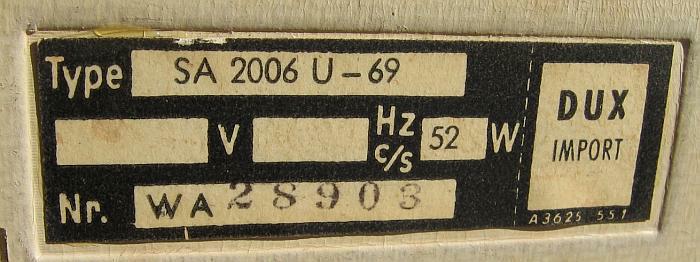 Type SA 2006 U-69
V Hz c/s 52 W
Nr. WA 28903
DUX
IMPORT
A3625 551